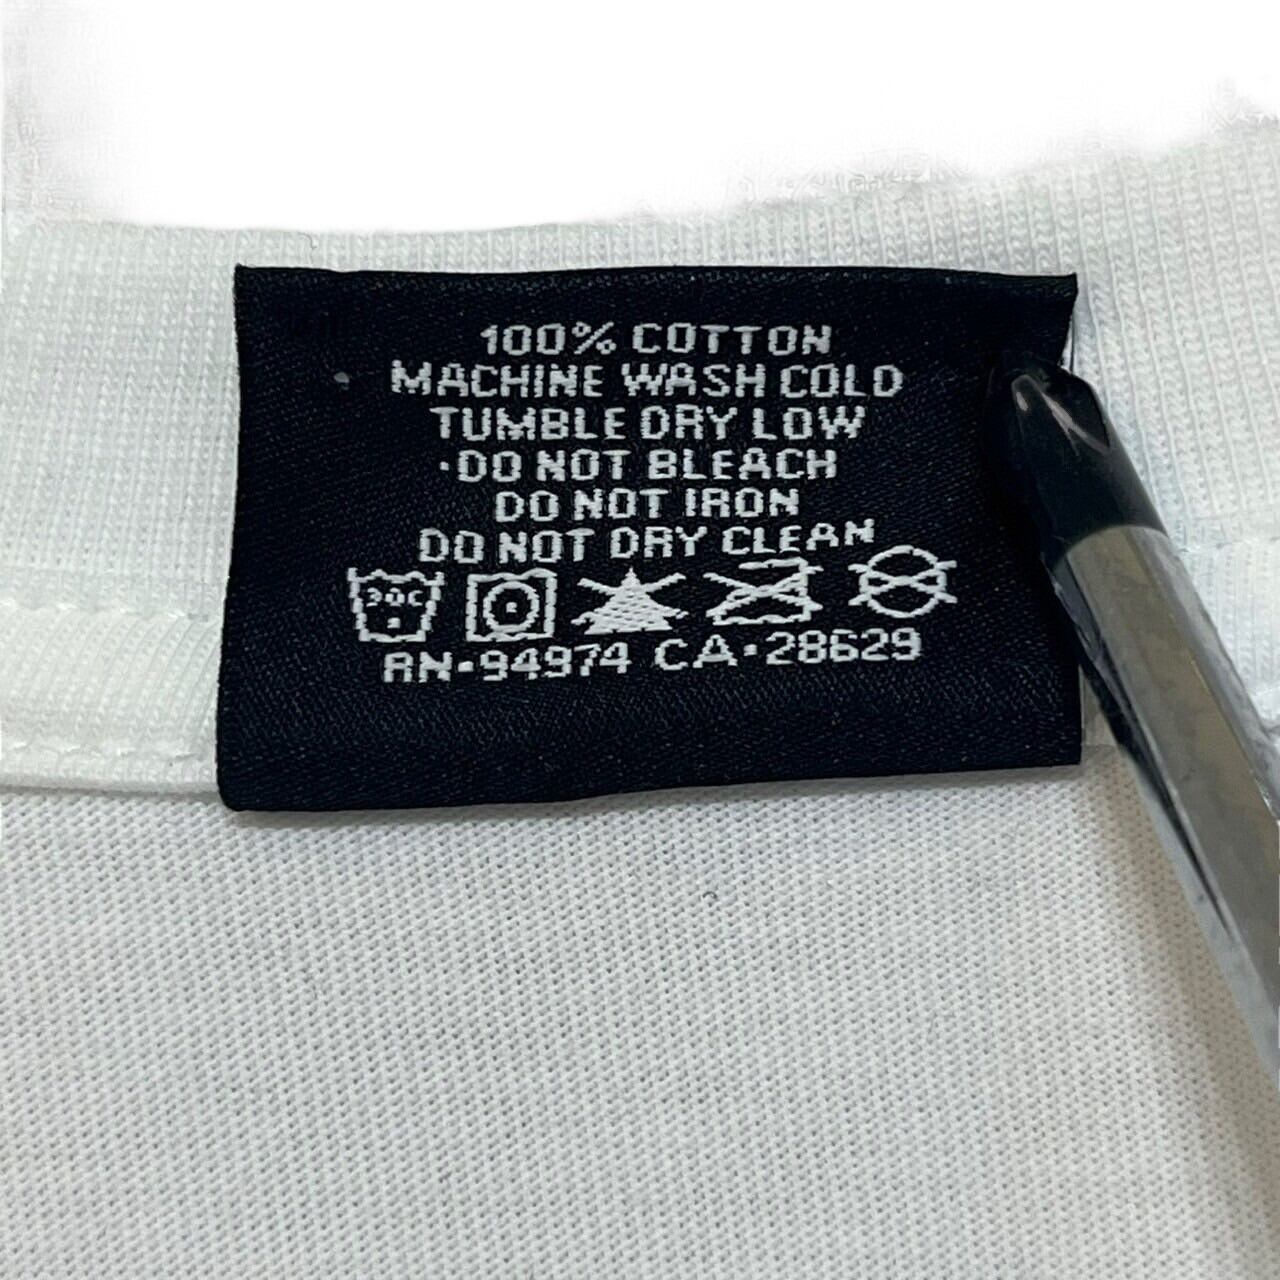 100% COTTON
MACHINE WASH COLD
TUMBLE DRY LOW
·DO NOT BLEACH
DO NOT IRON
DO NOT DRY CLEAN
30C
RN·94974 CA·28629